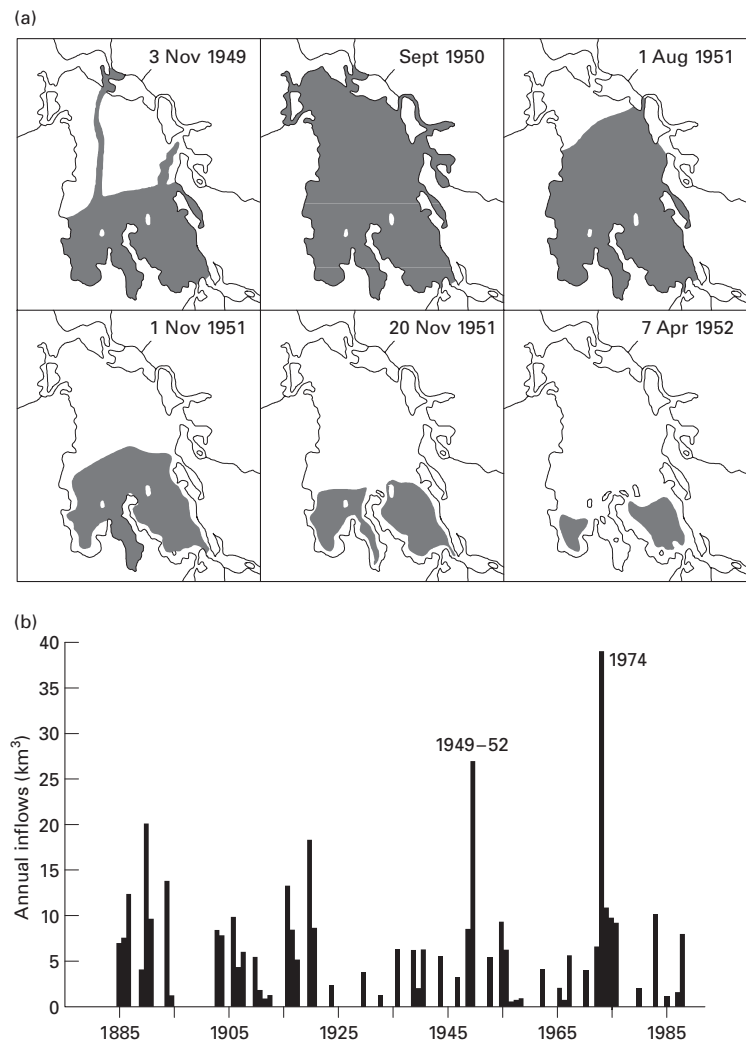 (a)
3 Nov 1949
Sept 1950
1 Aug 1951
1 Nov 1951
20 Nov 1951
7 Apr 1952
(b)
Annual inflows (km³)
40
35
30
25
20
15
10
5
0
1949–52
1974
1885
1905
1925
1945
1965
1985